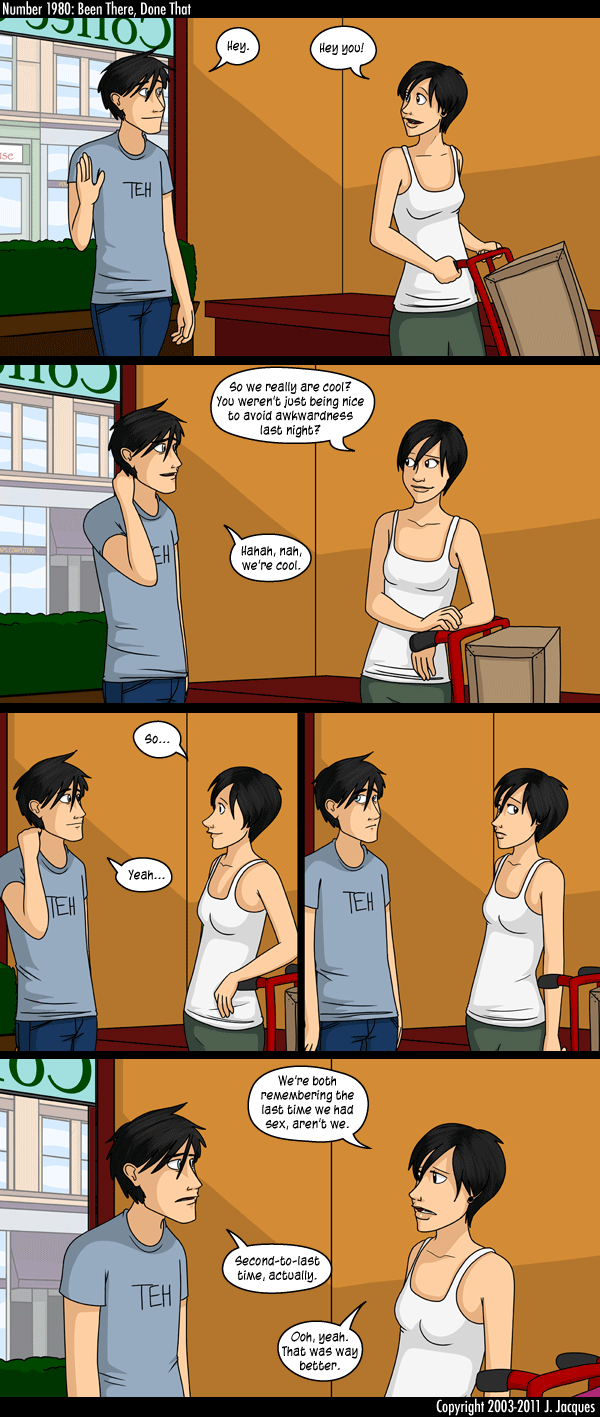 Number 1980: Been There, Done That
Hey.
Hey you!
TEH
So we really are cool?
You weren't just being nice
to avoid awkwardness
last night?
Hahah, nah,
we're cool.
EH
So...
Yeah...
TEH
TEH
We're both
remembering the
last time we had
sex, aren't we.
Second-to-last
time, actually.
TEH
Ooh, yeah.
That was way
better.
Copyright 2003-2011 J. Jacques